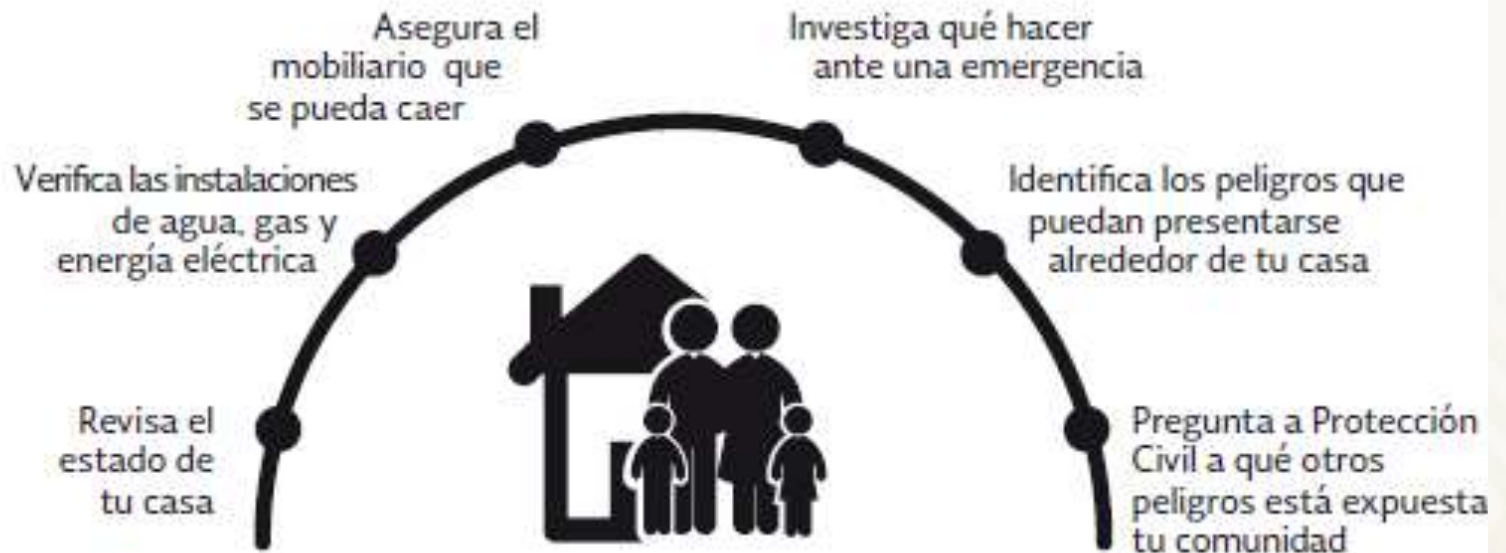 Asegura el
mobiliario que
se pueda caer
Investiga qué hacer
ante una emergencia
Verifica las instalaciones
de agua, gas y
energía eléctrica
Identifica los peligros que
puedan presentarse
alrededor de tu casa
Revisa el
estado de
tu casa
Pregunta a Protección
Civil a qué otros
peligros está expuesta
tu comunidad